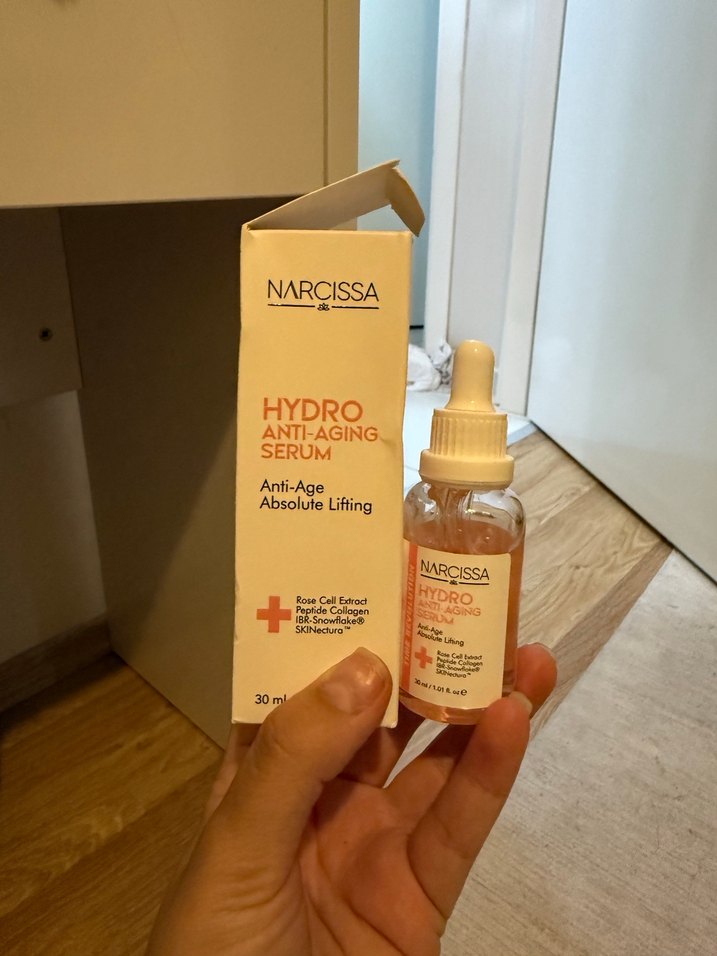 NARCISSA
HYDRO
ANTI-AGING
SERUM
Anti-Age
Absolute Lifting
Rose Cell Extract
Peptide Collagen
IBR-Snowflake®
SKINectura™
30 ml
NARCISSA
HYDRO
ANTI-AGING
SERUM
Anti-Age
Absolute Lifting
Rose Cell Extract
Peptide Collagen
IBR-Snowflake®
SKINectura™
30 ml / 1.01 fl. oz ℮